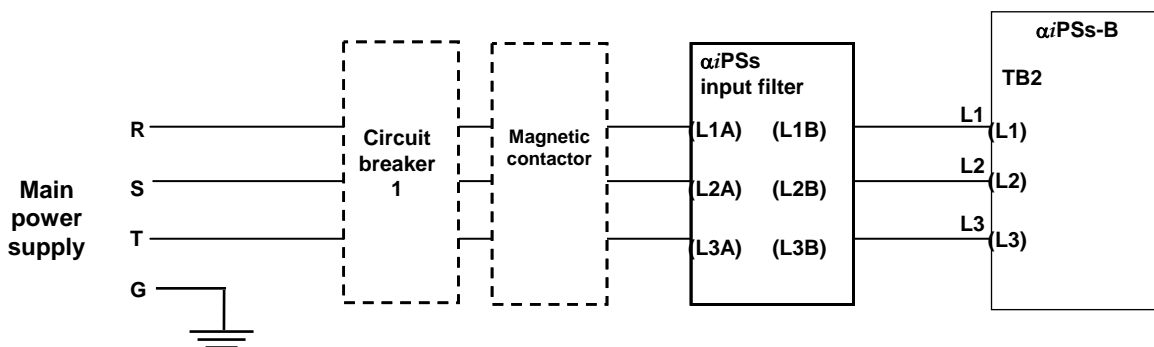 αiPSs-B
αiPSs
input filter
TB2
R
Circuit
breaker
1
Magnetic
contactor
(L1A)
(L1B)
L1
(L1)
Main
power
supply
S
(L2A)
(L2B)
L2
(L2)
T
(L3A)
(L3B)
L3
(L3)
G